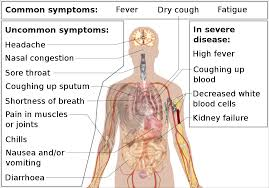 Common symptoms: Fever Dry cough Fatigue
Uncommon symptoms:
Headache
Nasal congestion
Sore throat
Coughing up sputum
Shortness of breath
Pain in muscles
or joints
Chills
Nausea and/or
vomiting
Diarrhoea
In severe
disease:
High fever
Coughing up
blood
Decreased white
blood cells
Kidney failure